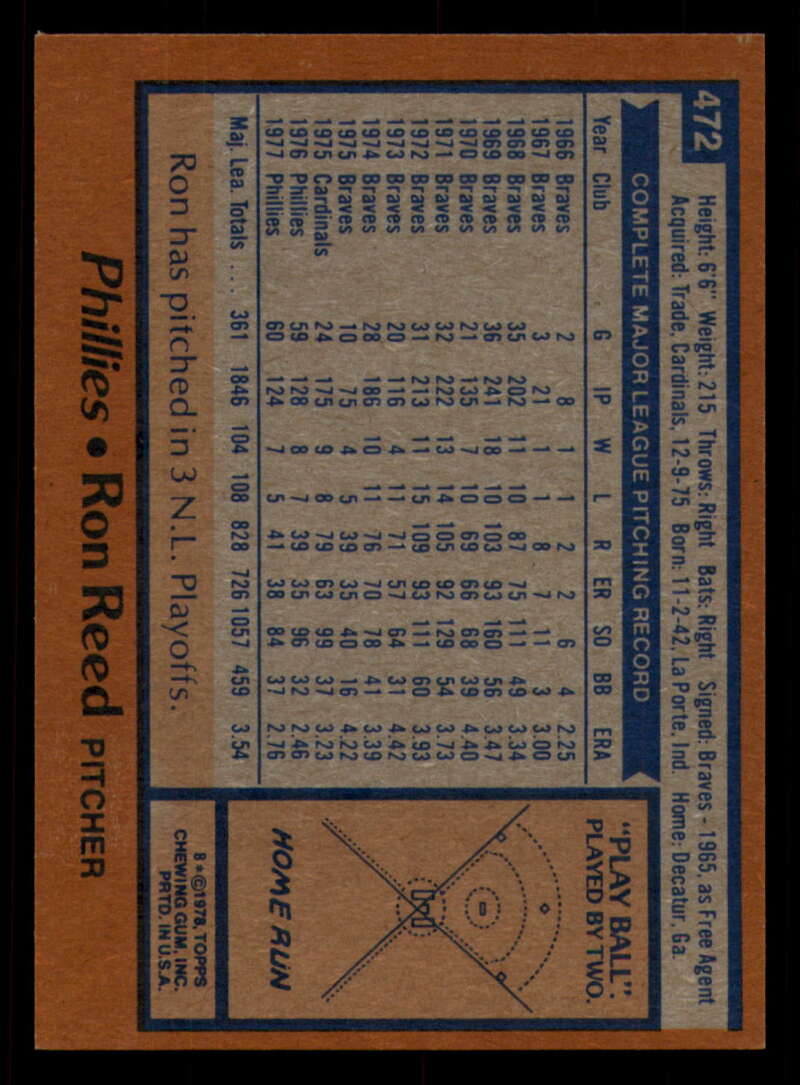 472
Height: 6'6" Weight: 215 Throws: Right Bats: Right Signed: Braves - 1965, as Free Agent
Acquired: Trade, Cardinals, 12-9-75 Born: 11-2-42, La Porte, Ind. Home: Decatur, Ga.
COMPLETE MAJOR LEAGUE PITCHING RECORD
Year Club G IP W L R ER SO BB ERA
1966 Braves 2 8 1 1 2 2 6 4 2.25
1967 Braves 3 21 1 1 8 7 11 3 3.00
1968 Braves 35 202 11 10 87 75 111 49 3.34
1969 Braves 36 241 18 10 103 93 160 56 3.47
1970 Braves 21 135 7 10 69 66 68 39 4.40
1971 Braves 32 222 13 14 105 92 129 54 3.73
1972 Braves 31 213 11 15 109 93 111 60 3.93
1973 Braves 20 116 4 11 71 57 64 31 4.42
1974 Braves 28 186 10 11 76 70 78 41 3.39
1975 Braves 10 75 4 5 39 35 40 16 4.22
1975 Cardinals 24 175 9 8 79 63 99 37 3.23
1976 Phillies 59 128 8 7 39 35 96 32 2.46
1977 Phillies 60 124 7 5 41 38 84 37 2.76
Maj. Lea. Totals .... 361 1846 104 108 828 726 1057 459 3.54
Ron has pitched in 3 N.L. Playoffs.
"PLAY BALL":
PLAYED BY TWO.
HOME RUN
8*©1978, TOPPS
CHEWING GUM, INC.
PRTD. IN U.S.A.
Phillies • Ron Reed PITCHER